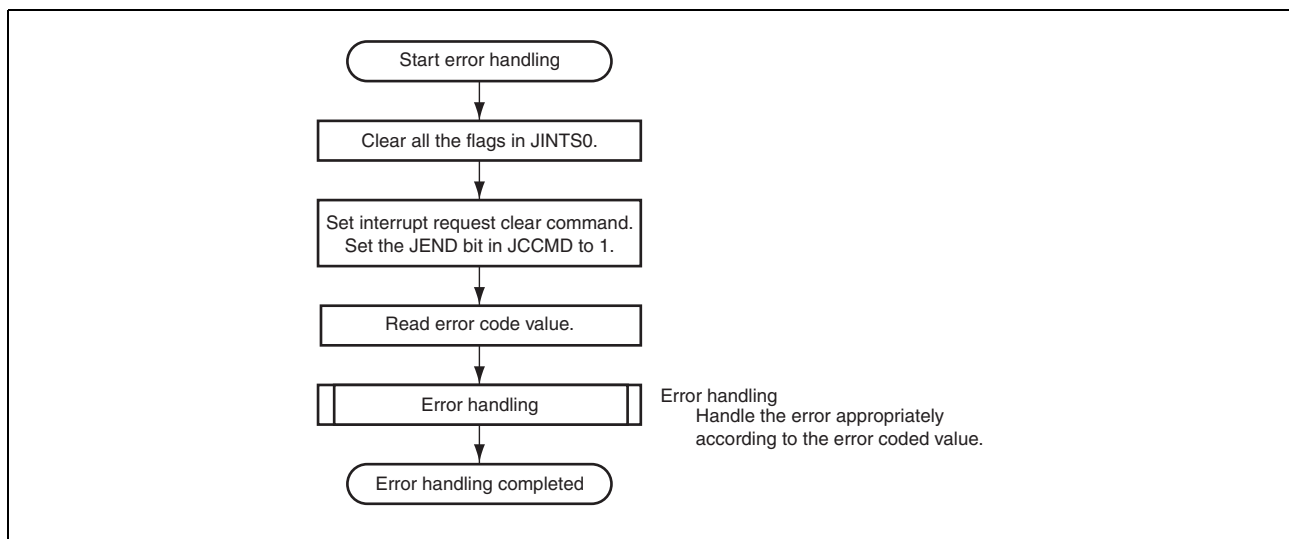 Start error handling
Clear all the flags in JINTS0.
Set interrupt request clear command.
Set the JEND bit in JCCMD to 1.
Read error code value.
Error handling
Error handling
Handle the error appropriately
according to the error coded value.
Error handling completed